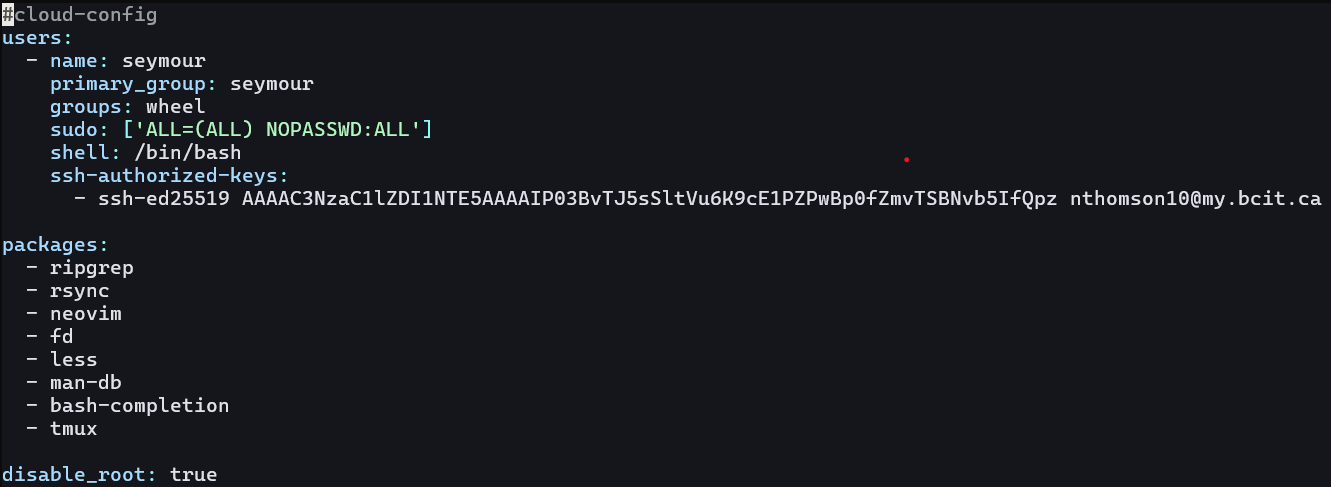 #cloud-config
users:
  - name: seymour
    primary_group: seymour
    groups: wheel
    sudo: ['ALL=(ALL) NOPASSWD:ALL']
    shell: /bin/bash
    ssh-authorized-keys:
      - ssh-ed25519 AAAAC3NzaC1lZDI1NTE5AAAAIP03BvTJ5sSltVu6K9cE1PZPwBp0fZmvTSBNvb5IfQpz nthomson10@my.bcit.ca

packages:
  - ripgrep
  - rsync
  - neovim
  - fd
  - less
  - man-db
  - bash-completion
  - tmux

disable_root: true